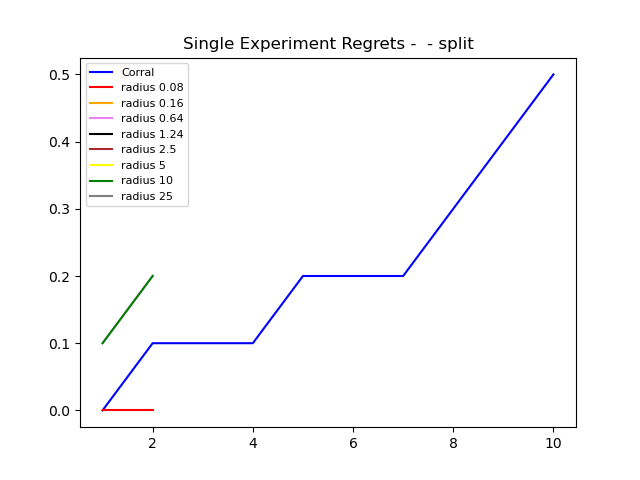 Single Experiment Regrets -  - split
Corral
radius 0.08
radius 0.16
radius 0.64
radius 1.24
radius 2.5
radius 5
radius 10
radius 25
0.5
0.4
0.3
0.2
0.1
0.0
2 4 6 8 10